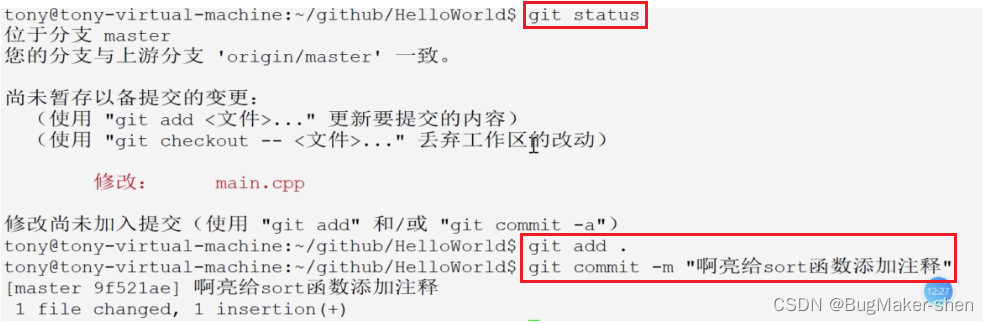 tony@tony-virtual-machine:~/github/HelloWorld$ git status
位于分支 master
您的分支与上游分支 'origin/master' 一致。
尚未暂存以备提交的变更：
（使用 "git add <文件>..." 更新要提交的内容）
（使用 "git checkout -- <文件>..." 丢弃工作区的改动）
修改：      main.cpp
修改尚未加入提交（使用 "git add" 和/或 "git commit -a"）
tony@tony-virtual-machine:~/github/HelloWorld$ git add .
tony@tony-virtual-machine:~/github/HelloWorld$ git commit -m "啊亮给sort函数添加注释"
[master 9f521ae] 啊亮给sort函数添加注释
1 file changed, 1 insertion(+)
12:27
CSDN @BugMaker-shen